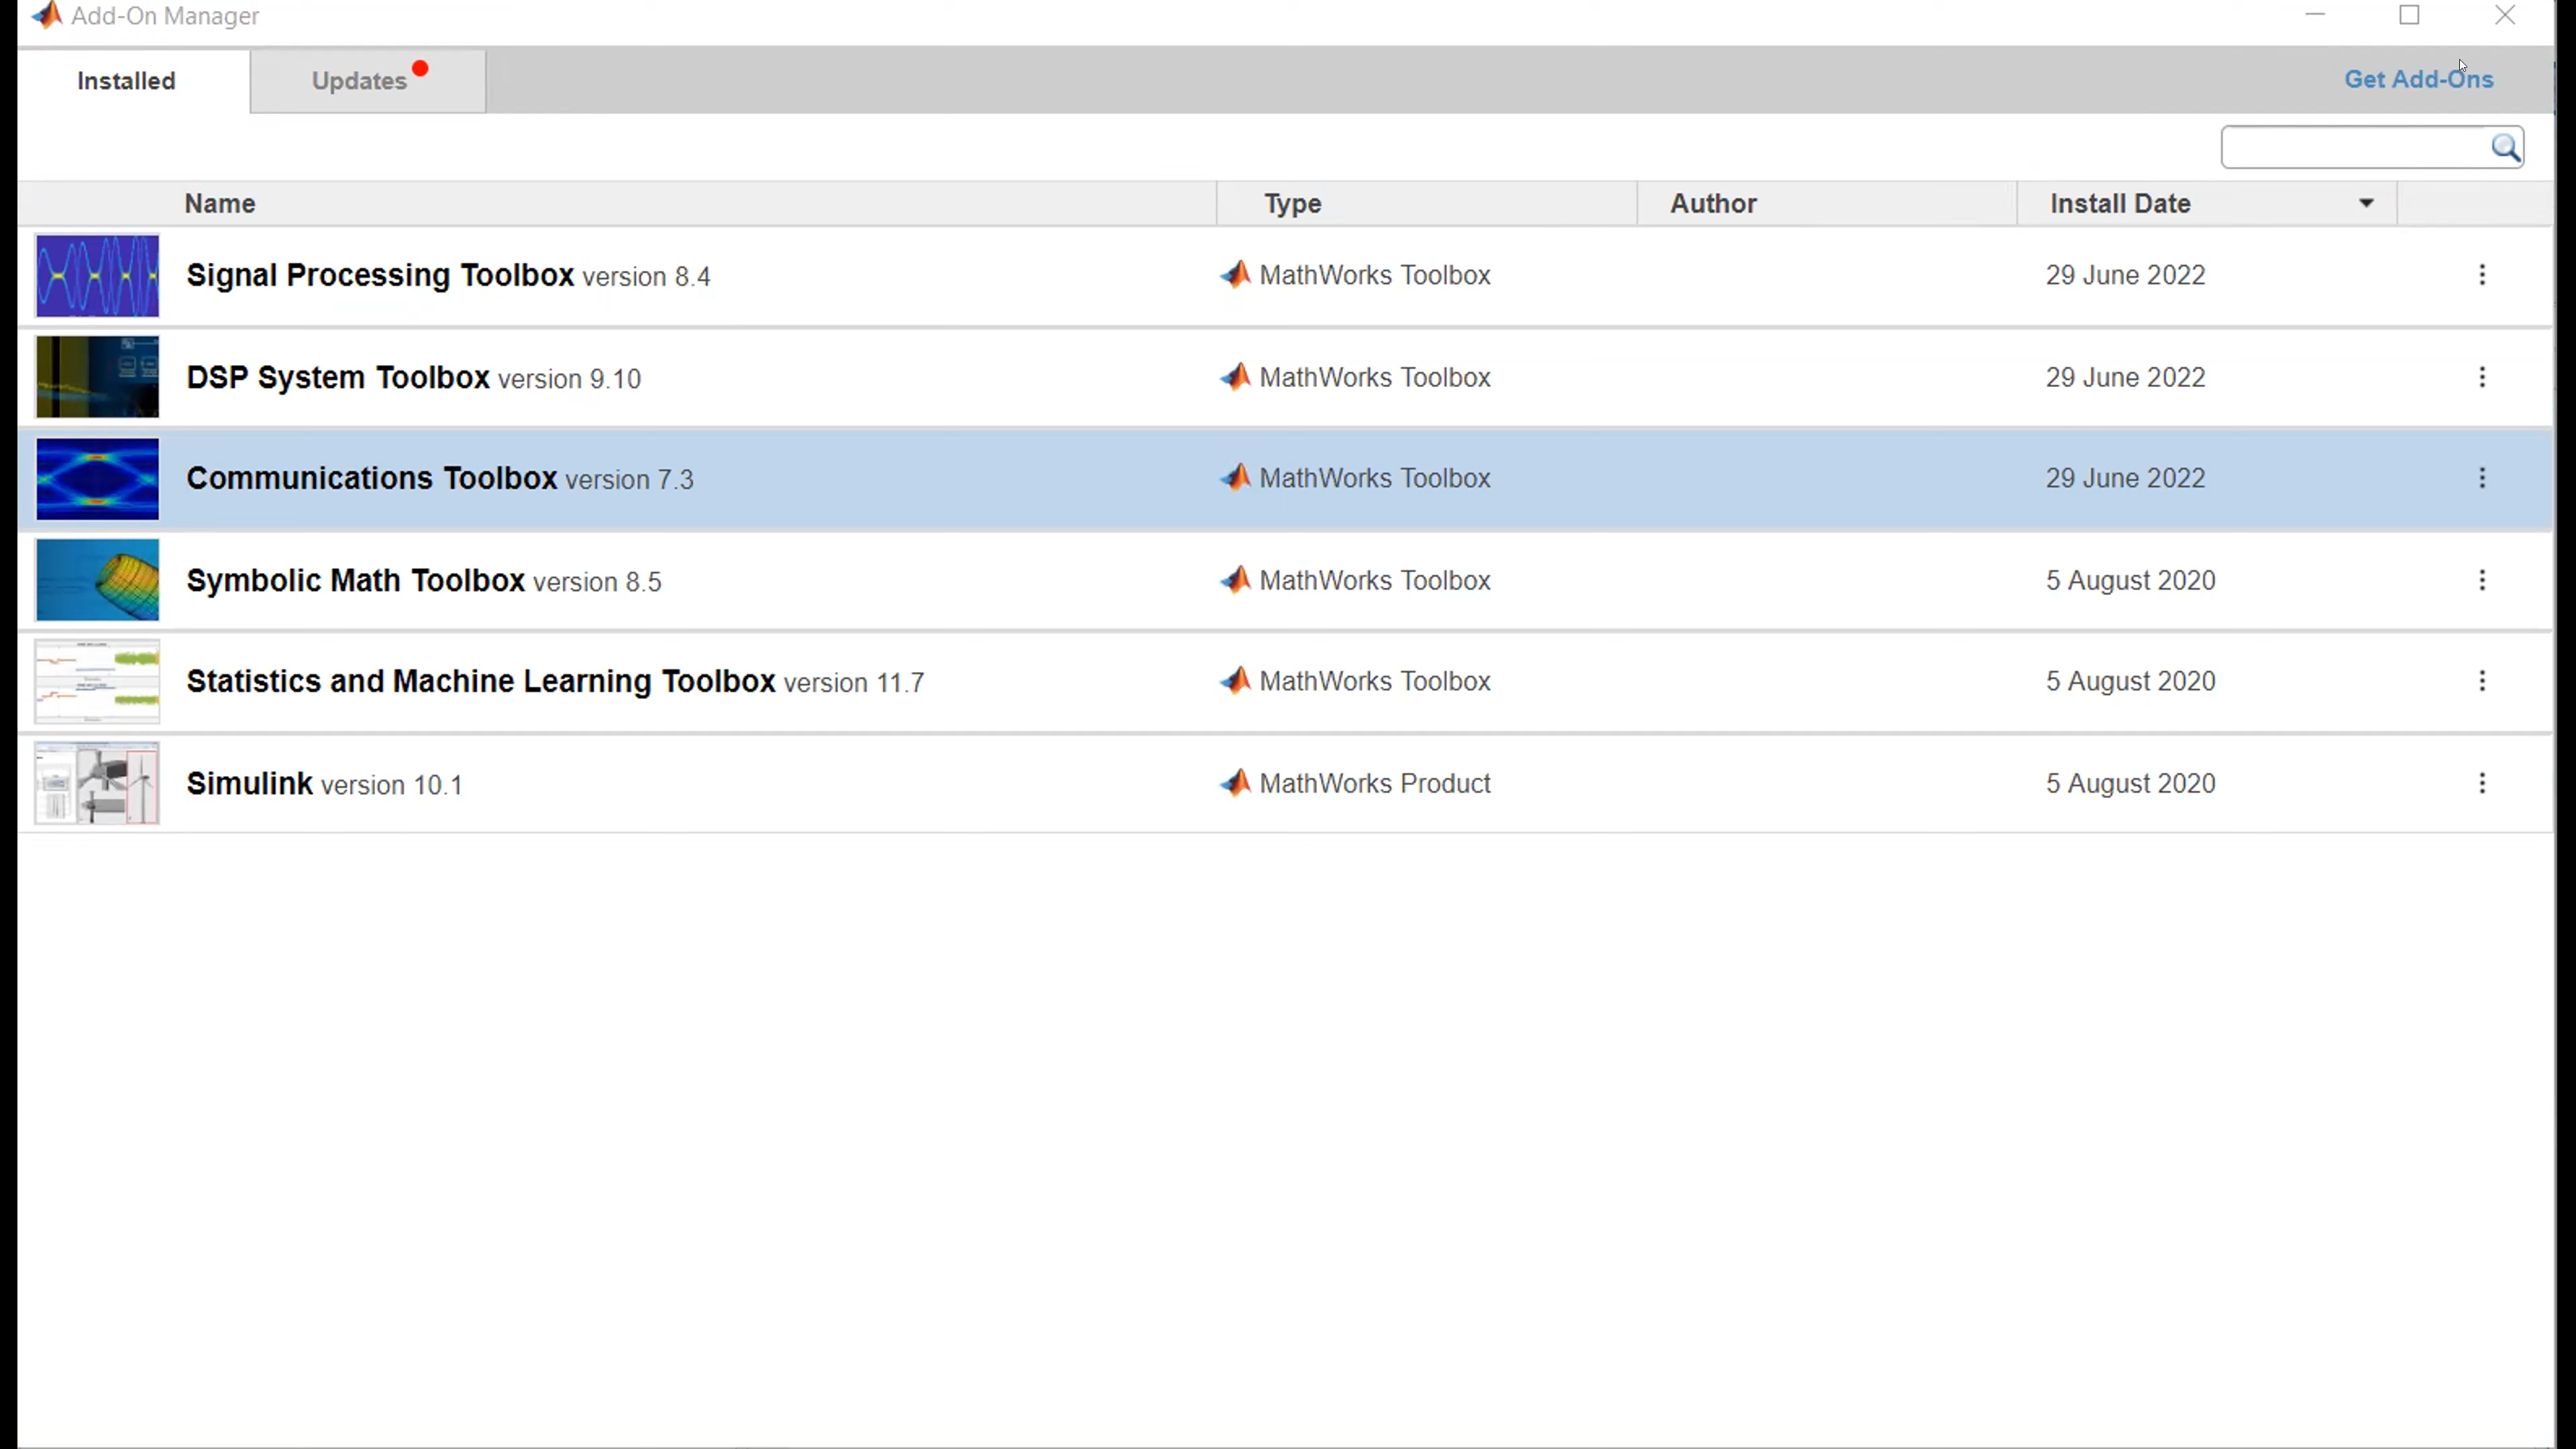 Add-On Manager
Installed Updates Get Add-Ons
Name Type Author Install Date
Signal Processing Toolbox version 8.4 MathWorks Toolbox 29 June 2022
DSP System Toolbox version 9.10 MathWorks Toolbox 29 June 2022
Communications Toolbox version 7.3 MathWorks Toolbox 29 June 2022
Symbolic Math Toolbox version 8.5 MathWorks Toolbox 5 August 2020
Statistics and Machine Learning Toolbox version 11.7 MathWorks Toolbox 5 August 2020
Simulink version 10.1 MathWorks Product 5 August 2020